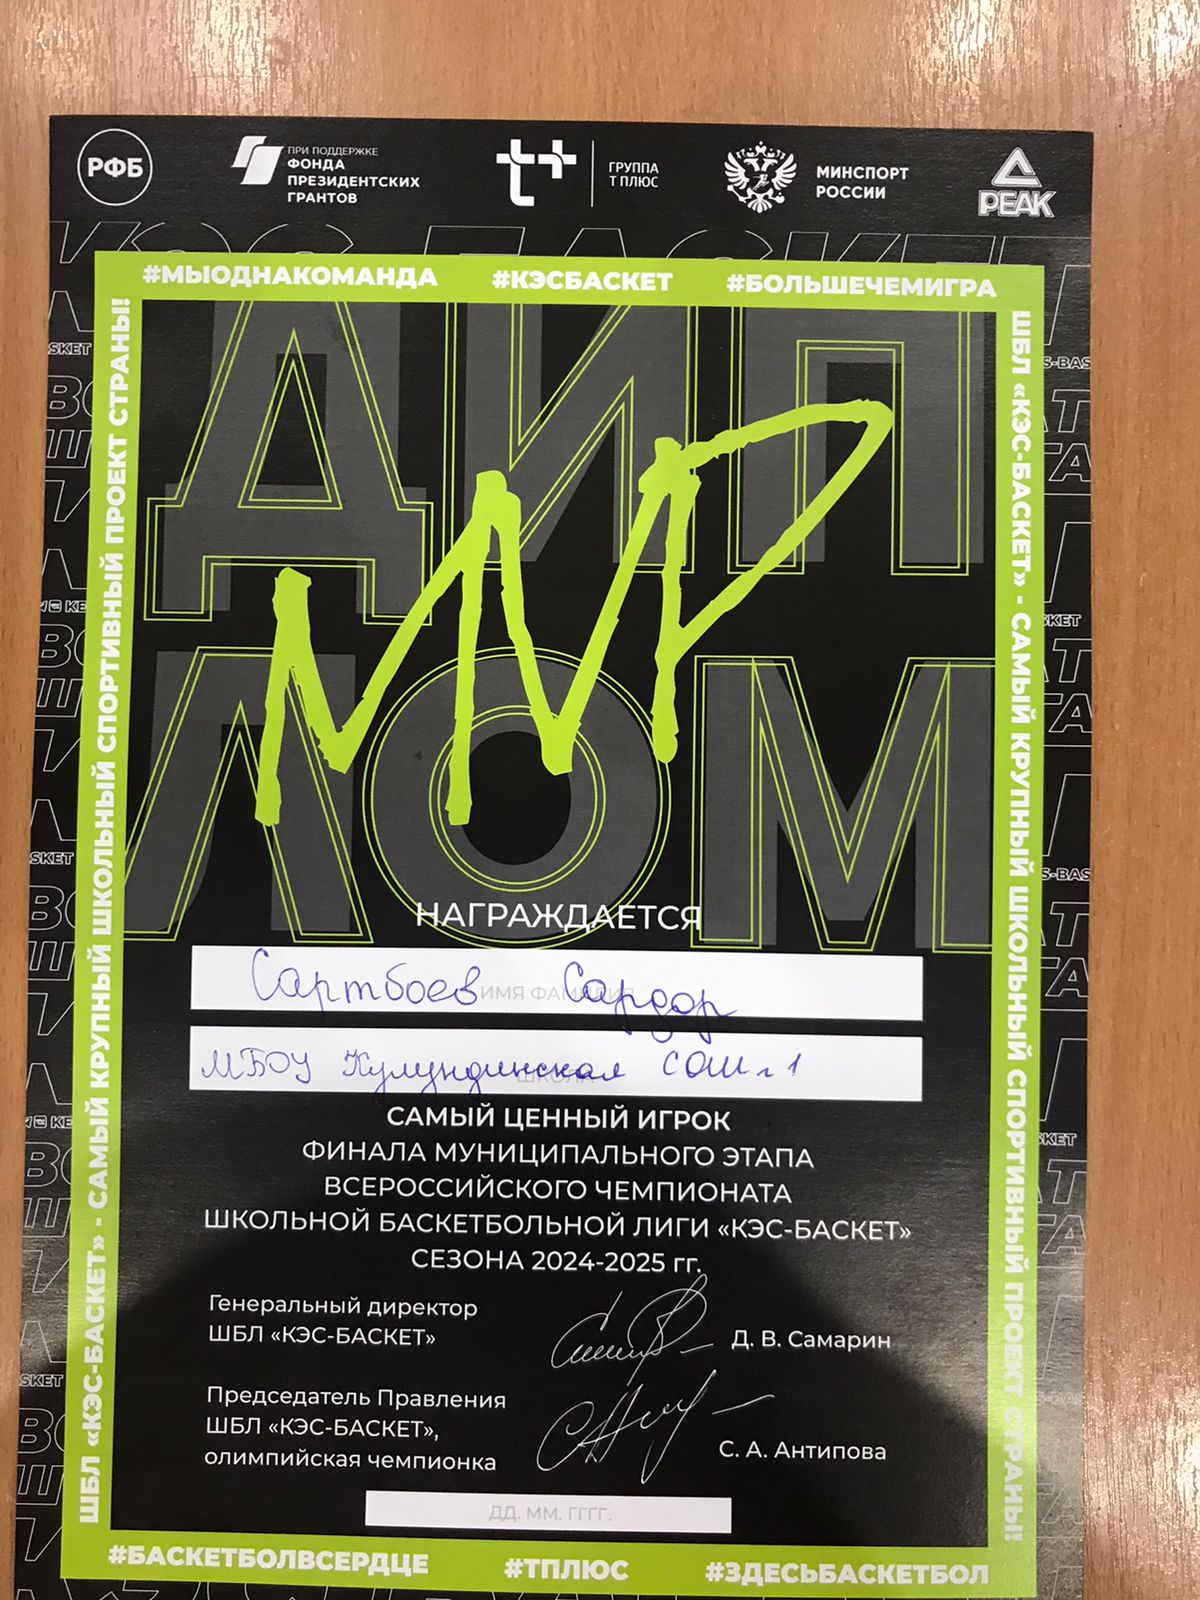 РФБ
ПРИ ПОДДЕРЖКЕ
ФОНДА
ПРЕЗИДЕНТСКИХ
ГРАНТОВ
ГРУППА
Т ПЛЮС
МИНСПОРТ
РОССИИ
PEAK
#МЫОДНАКОМАНДА #КЭСБАСКЕТ #БОЛЬШЕЧЕМИГРА
ШБЛ «КЭС-БАСКЕТ» - САМЫЙ КРУПНЫЙ ШКОЛЬНЫЙ СПОРТИВНЫЙ ПРОЕКТ СТРАНЫ!
ШБЛ «КЭС-БАСКЕТ» - САМЫЙ КРУПНЫЙ ШКОЛЬНЫЙ СПОРТИВНЫЙ ПРОЕКТ СТРАНЫ!
ДИП
MVP
ЛОМ
НАГРАЖДАЕТСЯ
ИМЯ ФАМИЛИЯ
Сартбоев Сардор
ШКОЛА
МБОУ Кулундинская СОШ №1
САМЫЙ ЦЕННЫЙ ИГРОК
ФИНАЛА МУНИЦИПАЛЬНОГО ЭТАПА
ВСЕРОССИЙСКОГО ЧЕМПИОНАТА
ШКОЛЬНОЙ БАСКЕТБОЛЬНОЙ ЛИГИ «КЭС-БАСКЕТ»
СЕЗОНА 2024-2025 гг.
Генеральный директор
ШБЛ «КЭС-БАСКЕТ»
Д. В. Самарин
Председатель Правления
ШБЛ «КЭС-БАСКЕТ»,
олимпийская чемпионка
С. А. Антипова
ДД. ММ. ГГГГ.
#БАСКЕТБОЛВСЕРДЦЕ #ТПЛЮС #ЗДЕСЬБАСКЕТБОЛ